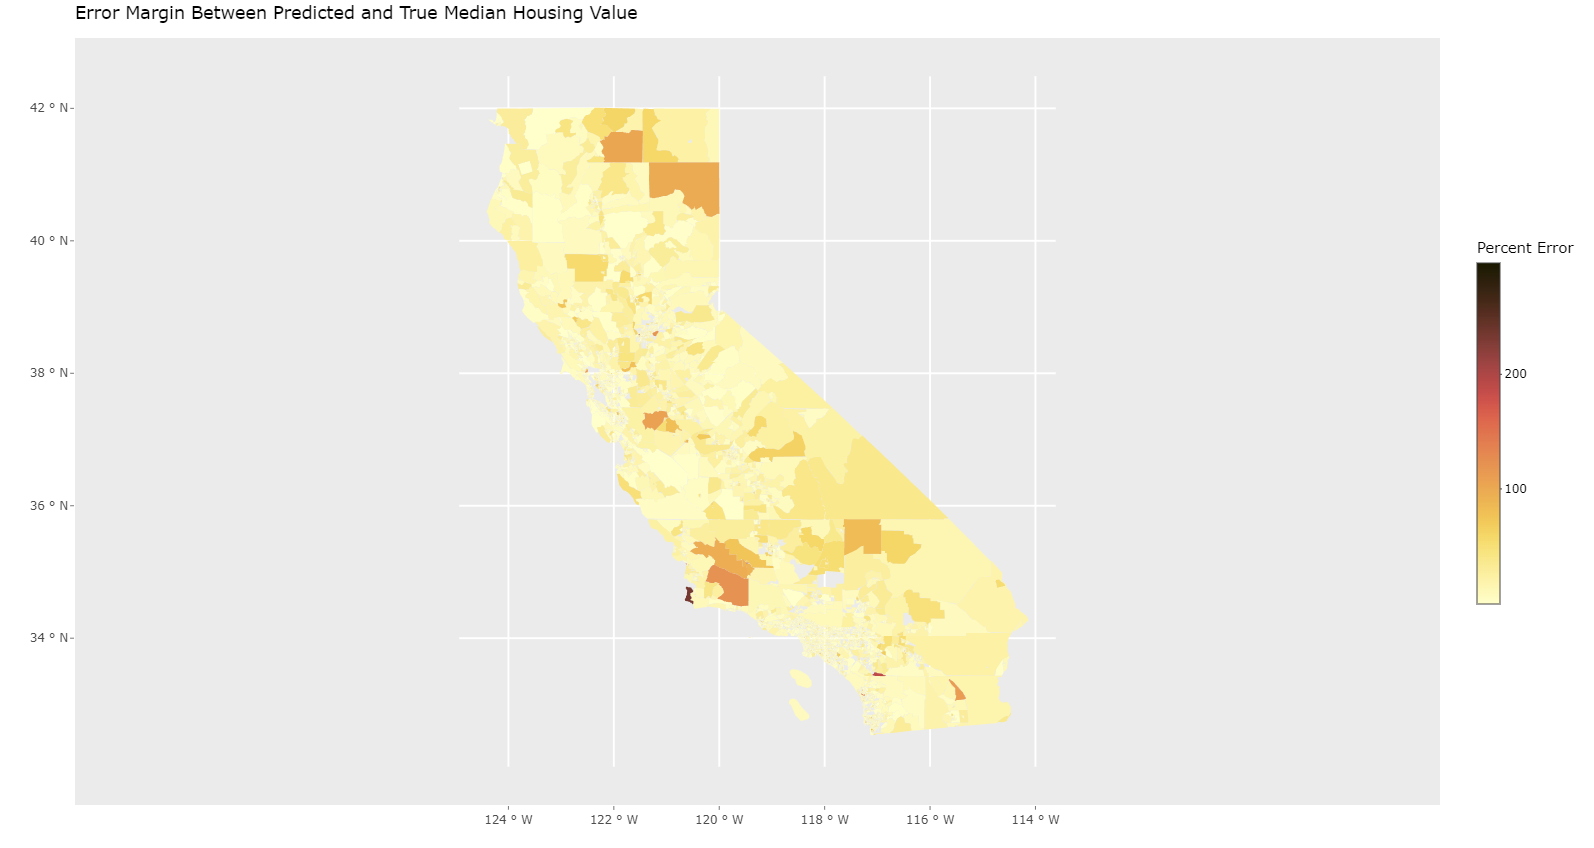 Error Margin Between Predicted and True Median Housing Value
42 ° N
40 ° N
38 ° N
36 ° N
34 ° N
124 ° W
122 ° W
120 ° W
118 ° W
116 ° W
114 ° W
Percent Error
200
100